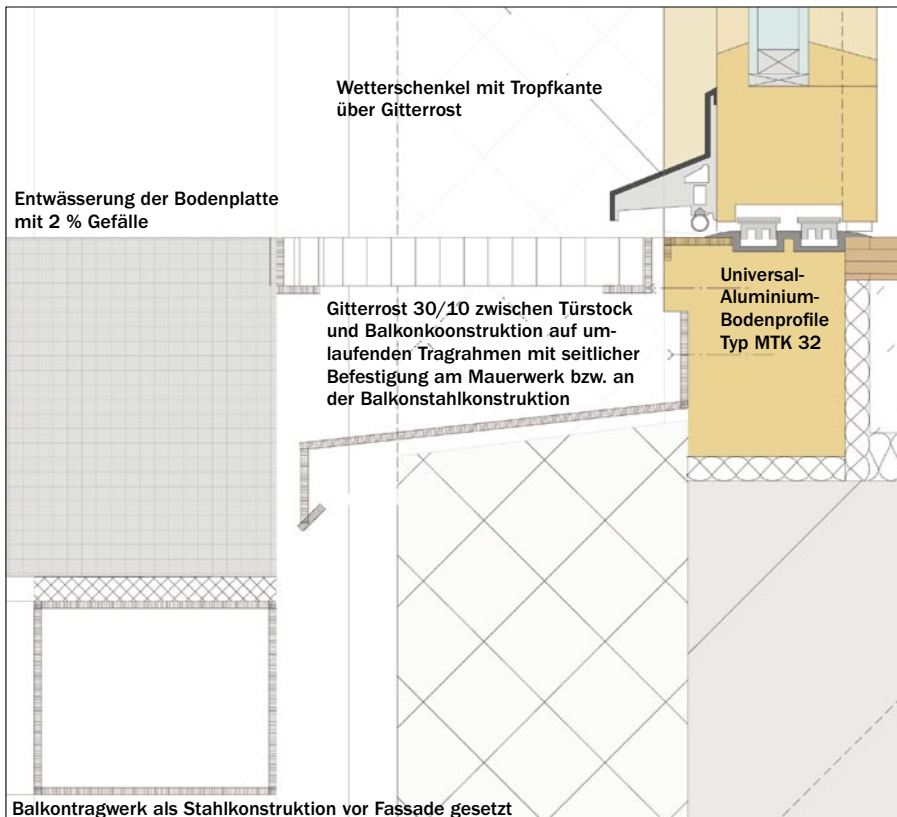 Wetterschenkel mit Tropfkante
über Gitterrost
Entwässerung der Bodenplatte
mit 2 % Gefälle
Gitterrost 30/10 zwischen Türstock
und Balkonkoonstruktion auf um-
laufenden Tragrahmen mit seitlicher
Befestigung am Mauerwerk bzw. an
der Balkonstahlkonstruktion
Universal-
Aluminium-
Bodenprofile
Typ MTK 32
Balkontragwerk als Stahlkonstruktion vor Fassade gesetzt